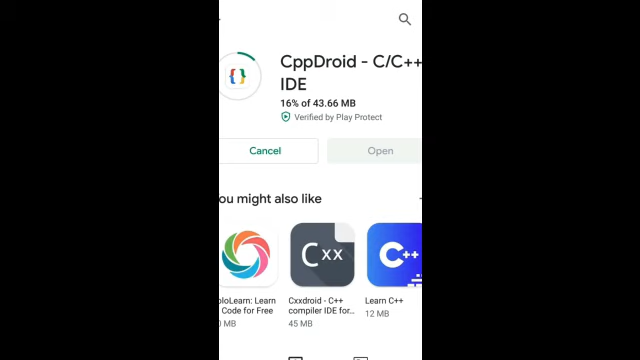 CppDroid - C/C++
IDE
16% of 43.66 MB
Verified by Play Protect
Cancel
Open
ou might also like
{ }
Cxx
C++
oloLearn: Learn
Code for Free
0 MB
Cxxdroid - C++
compiler IDE for...
45 MB
Learn C++
12 MB